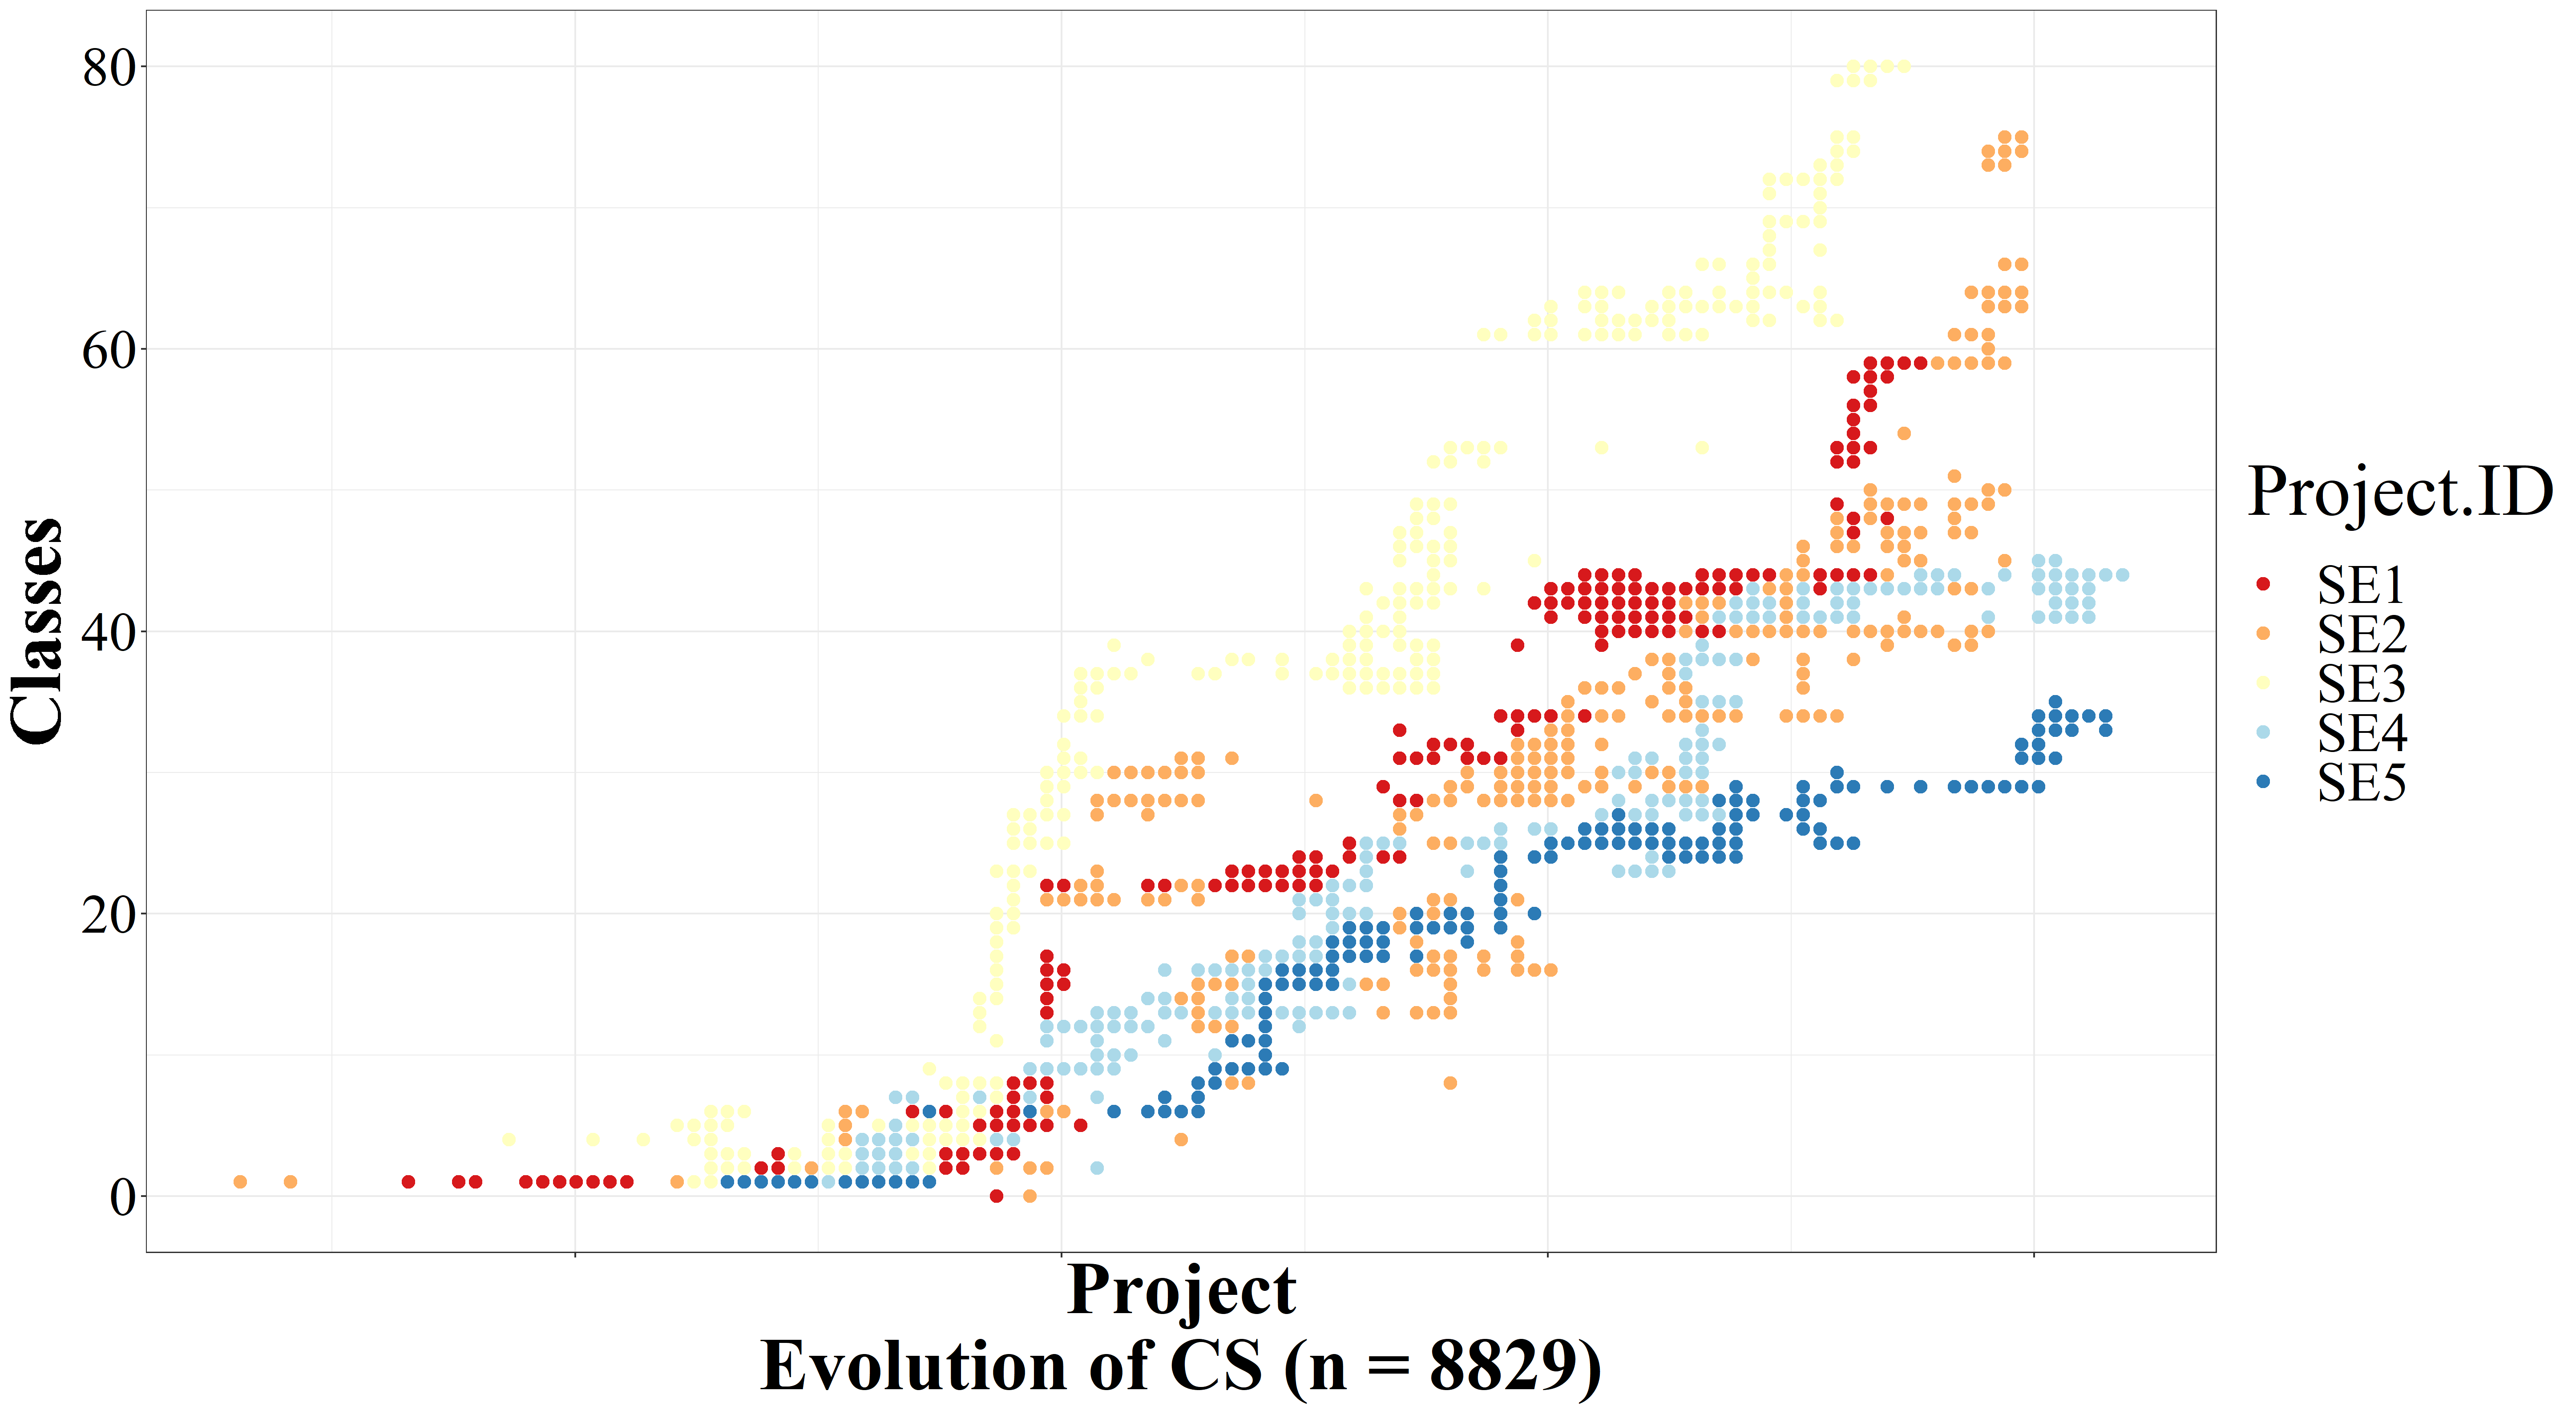 80
60
40
20
0
Classes
Project
Evolution of CS (n = 8829)
Project.ID
SE1
SE2
SE3
SE4
SE5